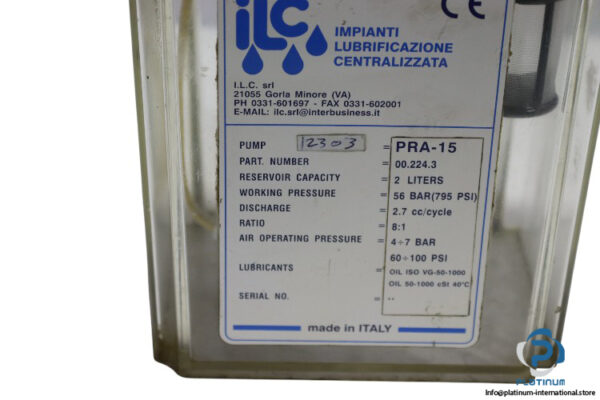 ILC
CE
IMPIANTI
LUBRIFICAZIONE
CENTRALIZZATA
I.L.C. srl
21055 Gorla Minore (VA)
PH 0331-601697 - FAX 0331-602001
E-MAIL: ilc.srl@interbusiness.it
PUMP 12303 = PRA-15
PART. NUMBER = 00.224.3
RESERVOIR CAPACITY = 2 LITERS
WORKING PRESSURE = 56 BAR(795 PSI)
DISCHARGE = 2.7 cc/cycle
RATIO = 8:1
AIR OPERATING PRESSURE = 4÷7 BAR
60÷100 PSI
LUBRICANTS = OIL ISO VG-50-1000
OIL 50-1000 cSt 40°C
SERIAL NO. = --
made in ITALY
PLATINUM
Info@platinum-international.store